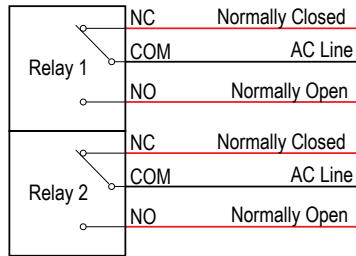 NC Normally Closed
COM AC Line
Relay 1
NO Normally Open
NC Normally Closed
COM AC Line
Relay 2
NO Normally Open